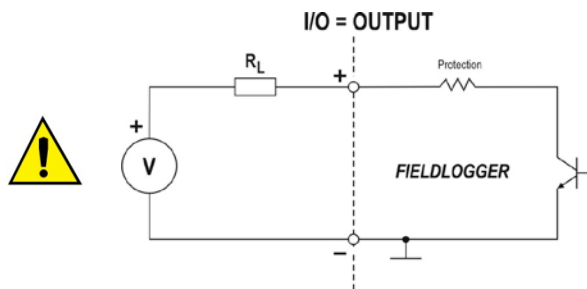 I/O = OUTPUT
RL
+
Protection
+
!
V
FIELDLOGGER
−